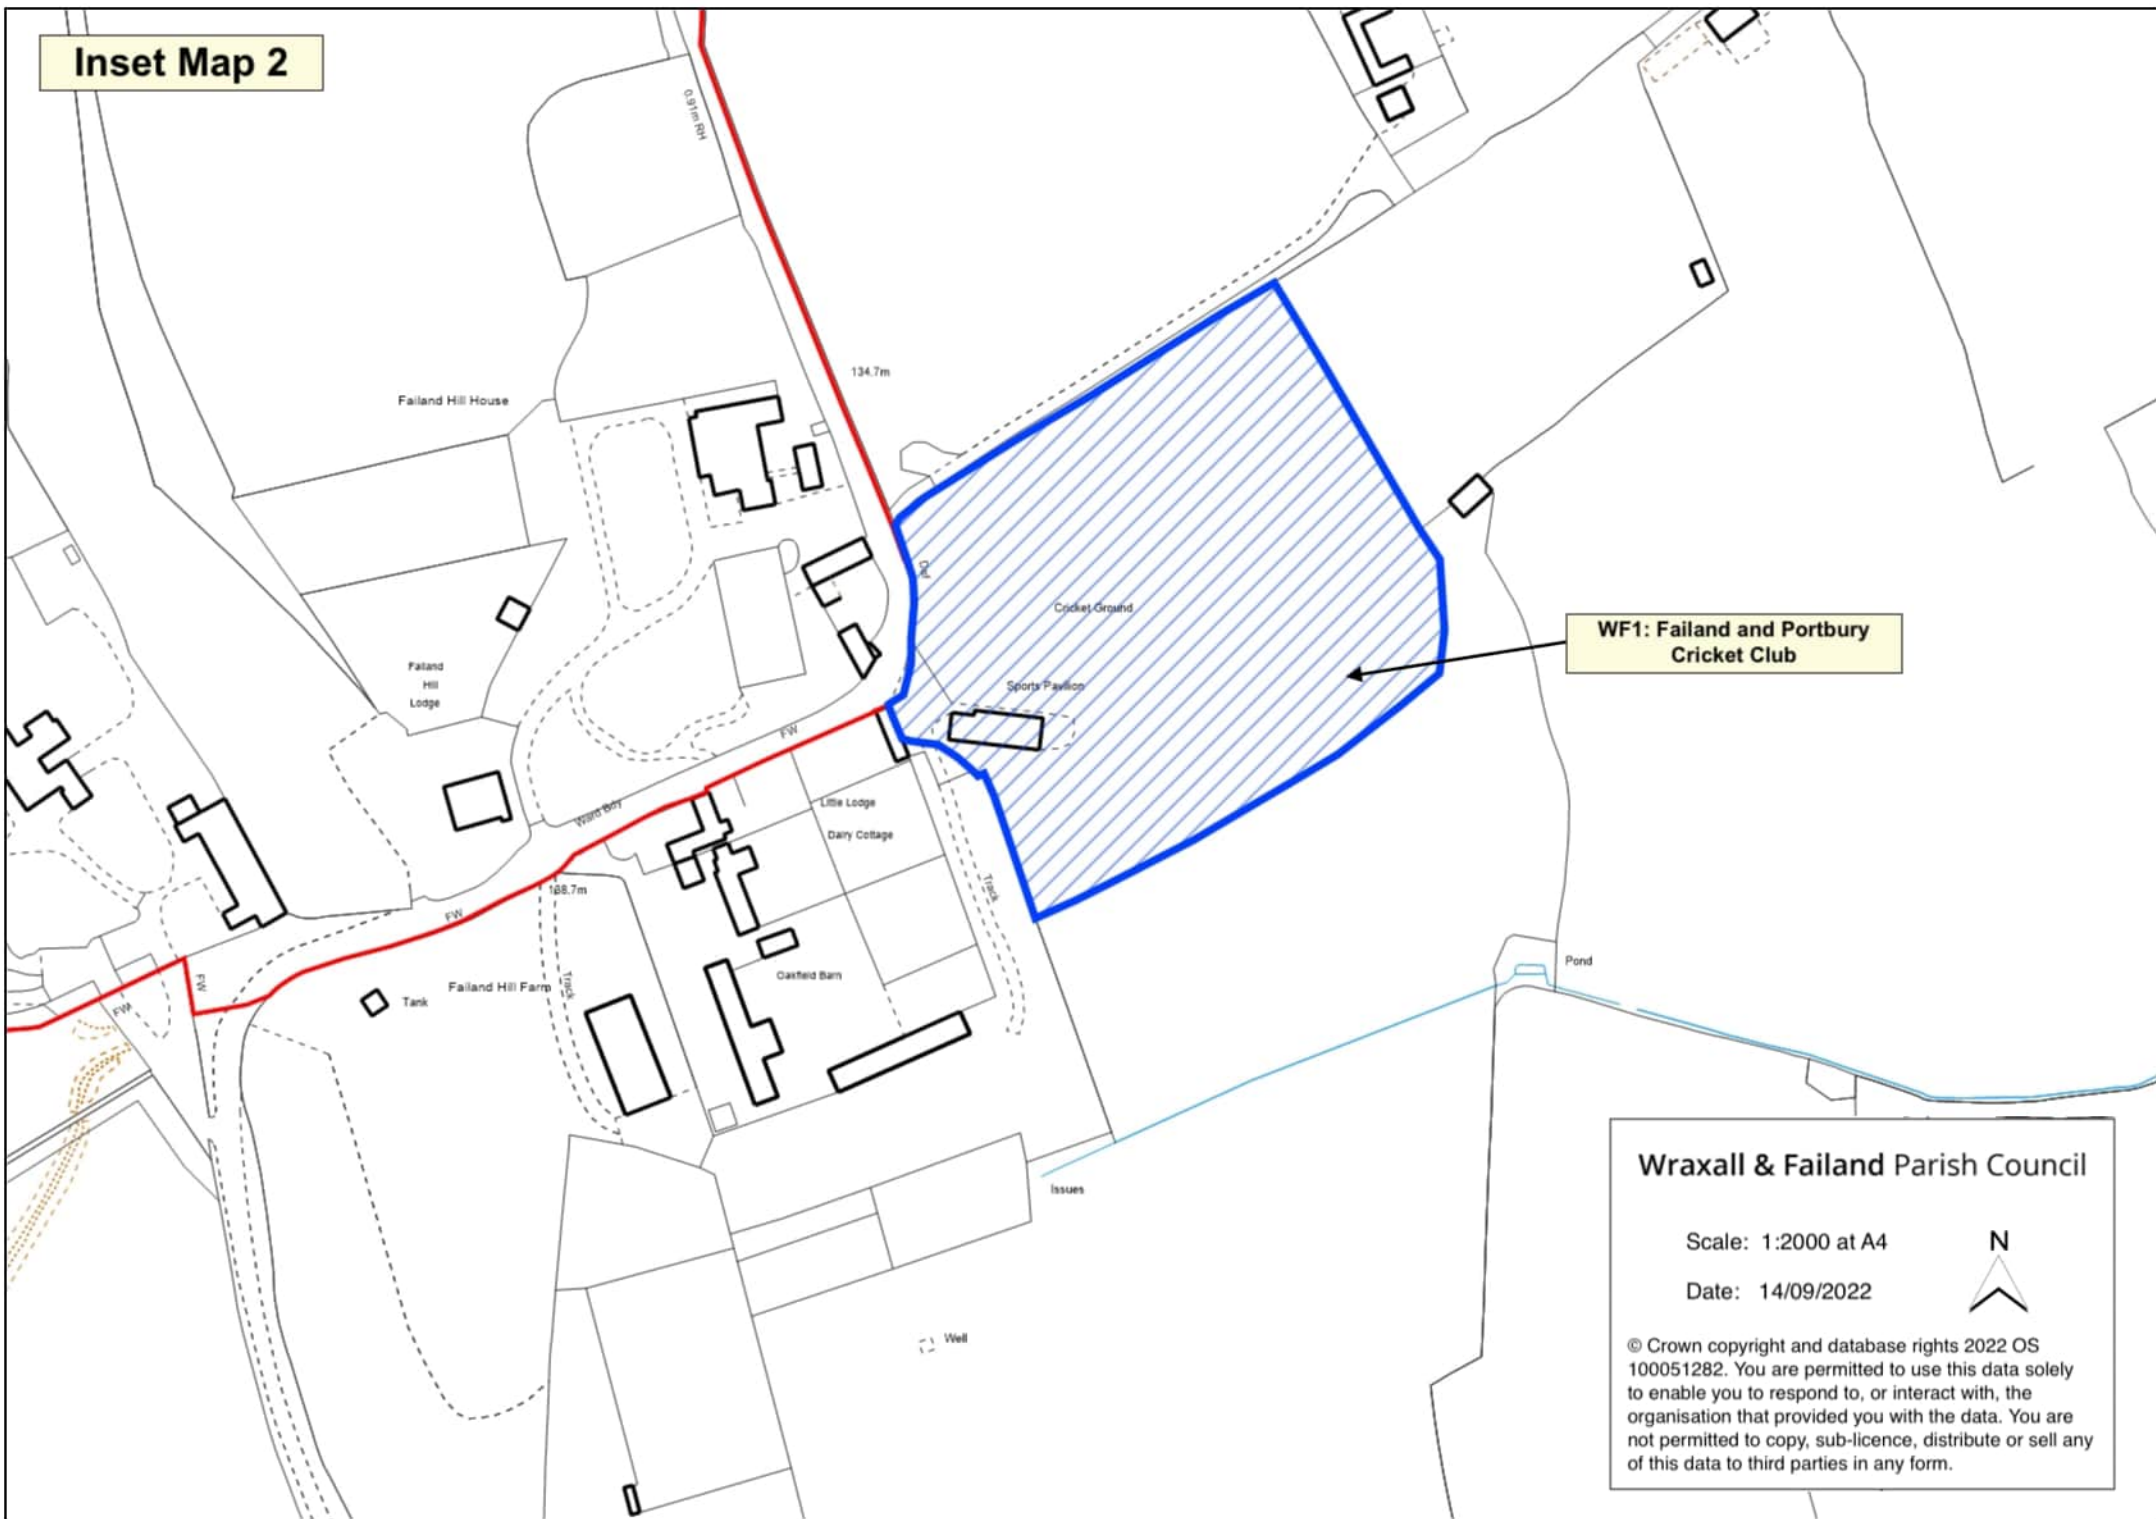 Inset Map 2
0.91m RH
134.7m
Failand Hill House
Def
Cricket Ground
WF1: Failand and Portbury
Cricket Club
Failand
Hill
Lodge
Sports Pavilion
FW
Ward Bdy
Little Lodge
Dairy Cottage
138.7m
Track
FW
Pond
FW
Track
Oakfield Barn
Failand Hill Farm
Tank
FW
Issues
Well
Wraxall & Failand Parish Council
Scale: 1:2000 at A4
N
Date: 14/09/2022
© Crown copyright and database rights 2022 OS
100051282. You are permitted to use this data solely
to enable you to respond to, or interact with, the
organisation that provided you with the data. You are
not permitted to copy, sub-licence, distribute or sell any
of this data to third parties in any form.